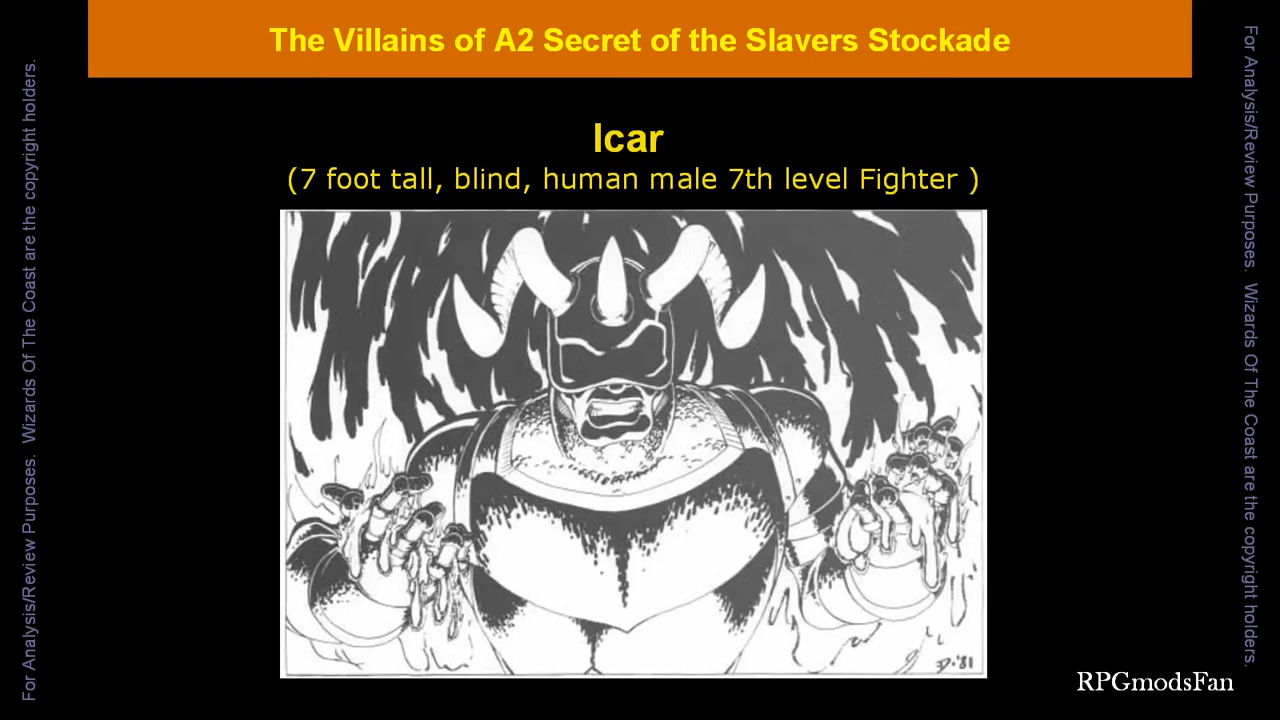 The Villains of A2 Secret of the Slavers Stockade
Icar
(7 foot tall, blind, human male 7th level Fighter )
For Analysis/Review Purposes. Wizards Of The Coast are the copyright holders.
For Analysis/Review Purposes. Wizards Of The Coast are the copyright holders.
D.'81
RPGmodsFan